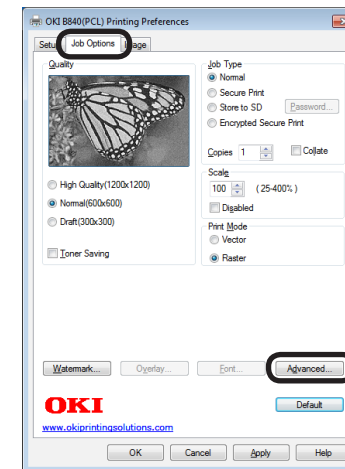 OKI B840(PCL) Printing Preferences
Setu Job Options Image
Quality
High Quality(1200x1200)
Normal(600x600)
Draft(300x300)
Toner Saving
Job Type
Normal
Secure Print
Store to SD Password...
Encrypted Secure Print
Copies 1 Collate
Scale
100 (25-400%)
Disabled
Print Mode
Vector
Raster
Watermark... Overlay... Font... Advanced...
OKI Default
www.okiprintingsolutions.com
OK Cancel Apply Help